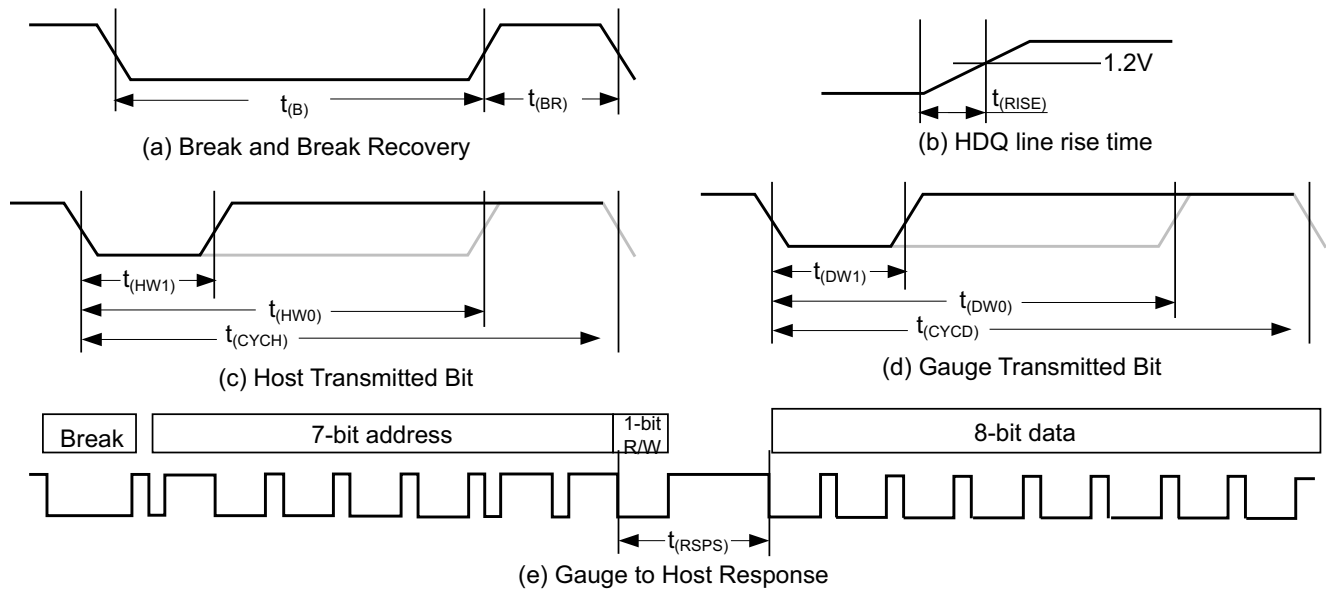 t(B)
t(BR)
(a) Break and Break Recovery
1.2V
t(RISE)
(b) HDQ line rise time
t(HW1)
t(HW0)
t(CYCH)
(c) Host Transmitted Bit
t(DW1)
t(DW0)
t(CYCD)
(d) Gauge Transmitted Bit
Break
7-bit address
1-bit
R/W
8-bit data
t(RSPS)
(e) Gauge to Host Response